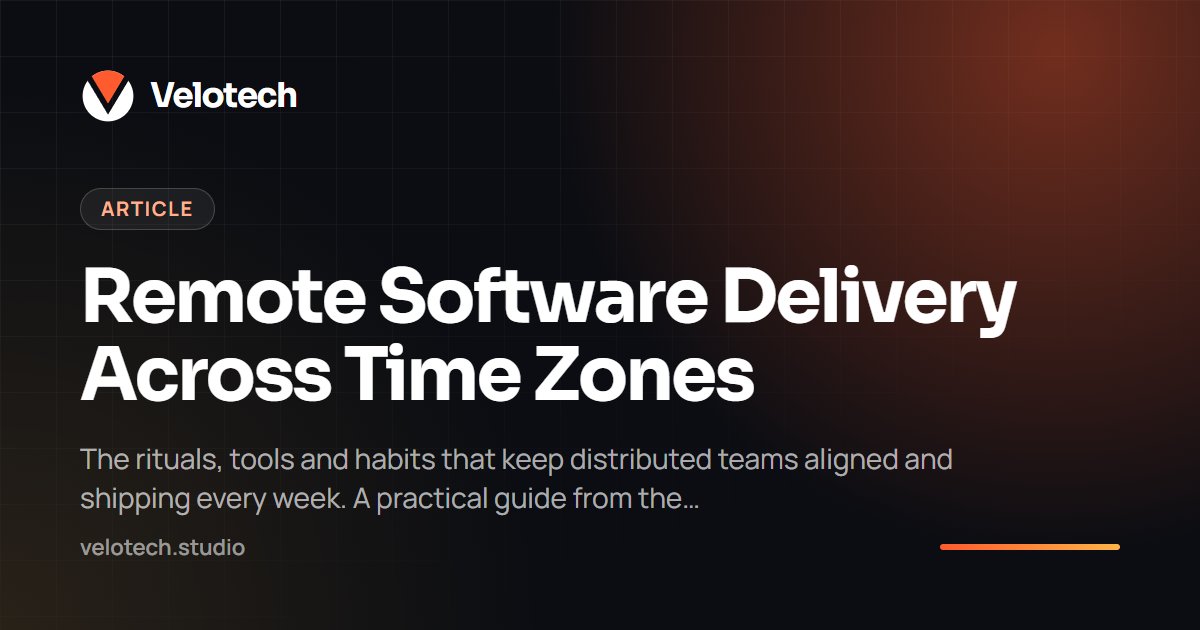 Velotech
ARTICLE
Remote Software Delivery
Across Time Zones
The rituals, tools and habits that keep distributed teams aligned and
shipping every week. A practical guide from the...
velotech.studio